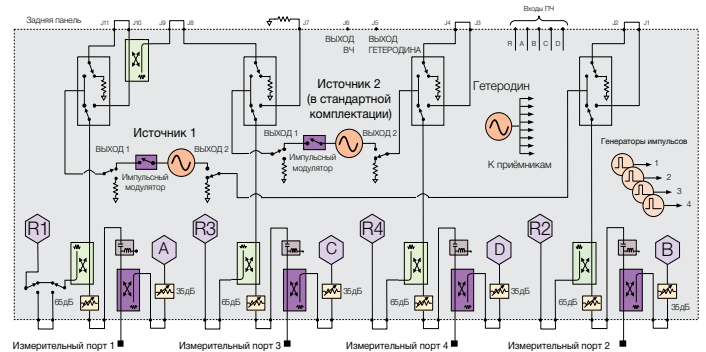 Задняя панель
J11 J10 J9 J8 J7 J6 J5 J4 J3 J2 J1
Входы ПЧ
R A B C D
ВЫХОД ВЧ
ВЫХОД ГЕТЕРОДИНА
Источник 1
ВЫХОД 1
ВЫХОД 2
Импульсный модулятор
Источник 2
(в стандартной комплектации)
ВЫХОД 1
ВЫХОД 2
Импульсный модулятор
Гетеродин
К приёмникам
Генераторы импульсов
1
2
3
4
R1 A R3 C R4 D R2 B
65дБ 35дБ 65дБ 35дБ 65дБ 35дБ 65дБ 35дБ
Измерительный порт 1 Измерительный порт 3 Измерительный порт 4 Измерительный порт 2